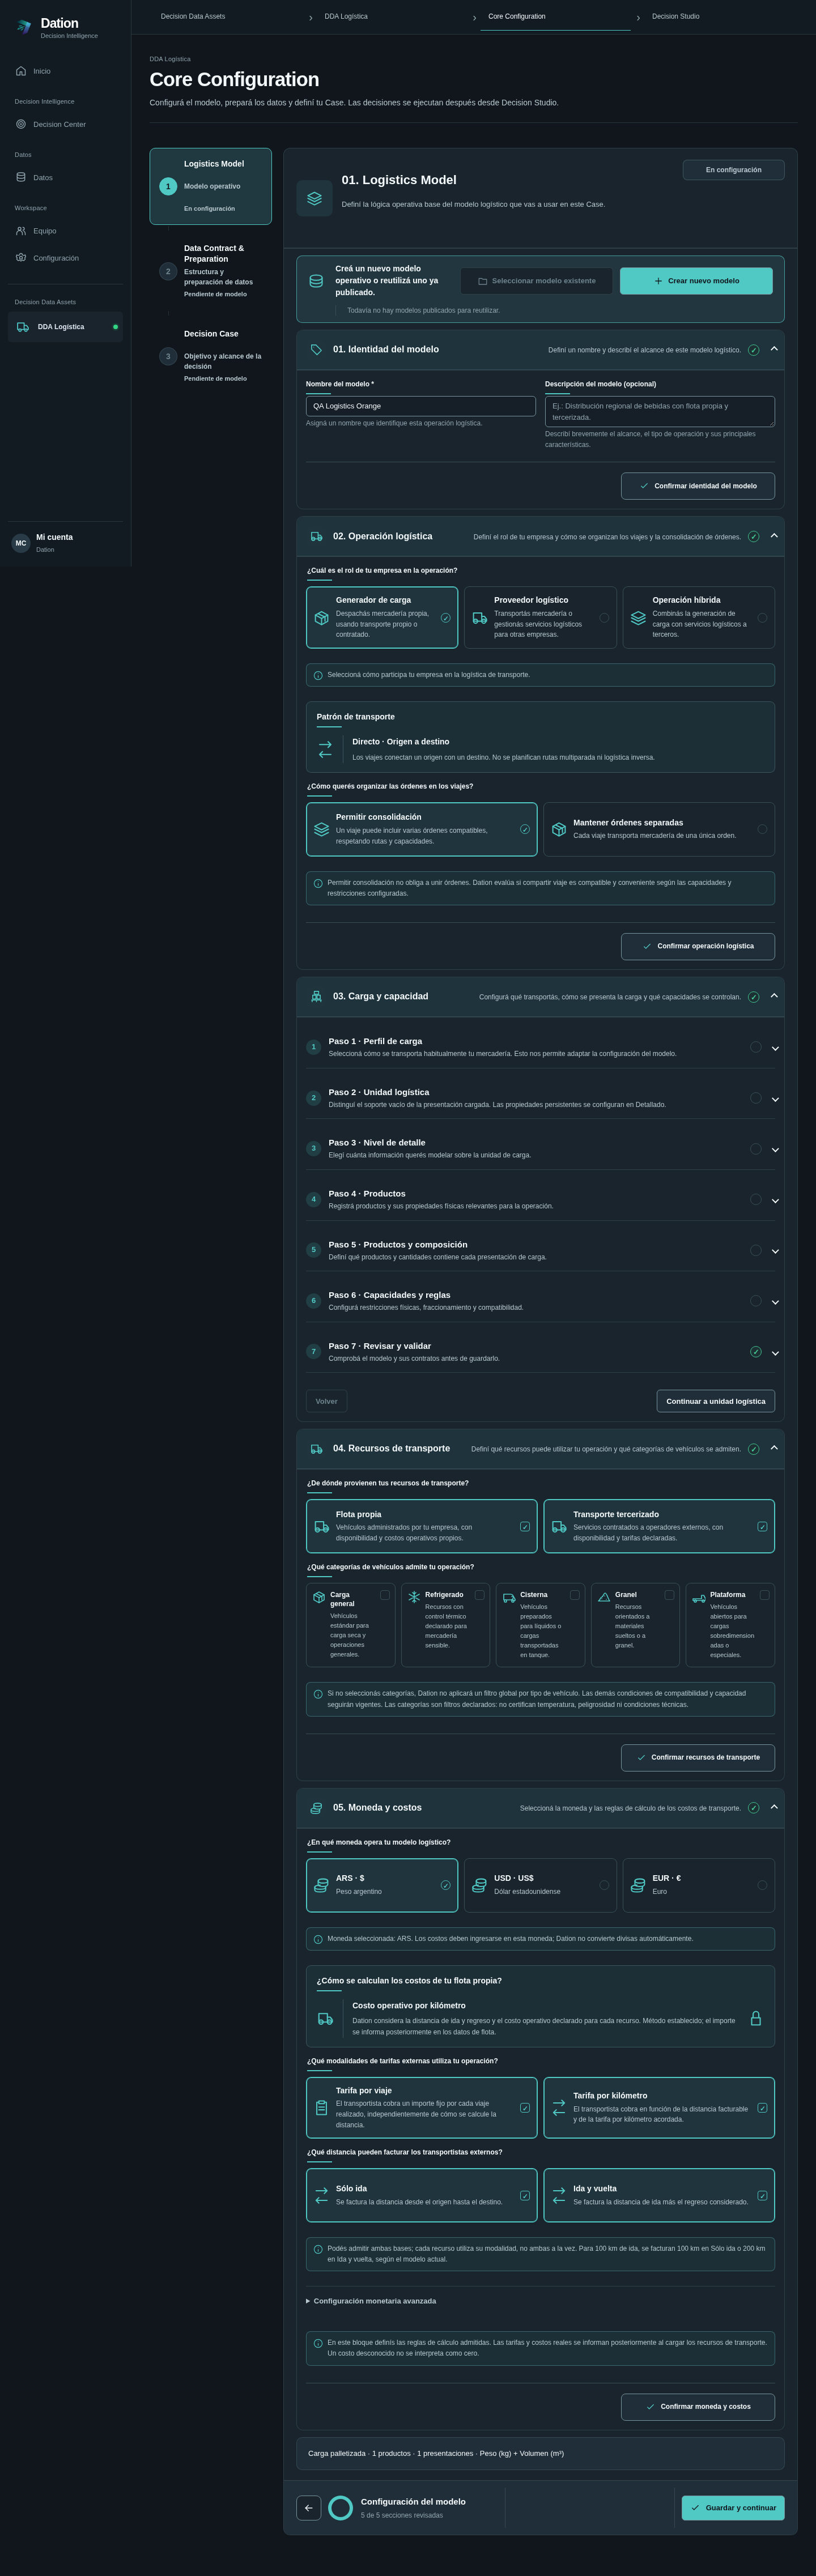 Dation
Decision Intelligence
Inicio
Decision Intelligence
Decision Center
Datos
Datos
Workspace
Equipo
Configuración
Decision Data Assets
DDA Logística
MC
Mi cuenta
Dation
Decision Data Assets
DDA Logística
Core Configuration
Decision Studio
DDA Logística
Core Configuration
Configurá el modelo, prepará los datos y definí tu Case. Las decisiones se ejecutan después desde Decision Studio.
Logistics Model
1
Modelo operativo
En configuración
Data Contract &
Preparation
2
Estructura y
preparación de datos
Pendiente de modelo
Decision Case
3
Objetivo y alcance de la
decisión
Pendiente de modelo
01. Logistics Model
Definí la lógica operativa base del modelo logístico que vas a usar en este Case.
En configuración
Creá un nuevo modelo
operativo o reutilizá uno ya
publicado.
Seleccionar modelo existente
Crear nuevo modelo
Todavía no hay modelos publicados para reutilizar.
01. Identidad del modelo
Definí un nombre y describí el alcance de este modelo logístico.
Nombre del modelo *
QA Logistics Orange
Asigná un nombre que identifique esta operación logística.
Descripción del modelo (opcional)
Ej.: Distribución regional de bebidas con flota propia y
tercerizada.
Describí brevemente el alcance, el tipo de operación y sus principales
características.
Confirmar identidad del modelo
02. Operación logística
Definí el rol de tu empresa y cómo se organizan los viajes y la consolidación de órdenes.
¿Cuál es el rol de tu empresa en la operación?
Generador de carga
Despachás mercadería propia,
usando transporte propio o
contratado.
Proveedor logístico
Transportás mercadería o
gestionás servicios logísticos
para otras empresas.
Operación híbrida
Combinás la generación de
carga con servicios logísticos a
terceros.
Seleccioná cómo participa tu empresa en la logística de transporte.
Patrón de transporte
Directo · Origen a destino
Los viajes conectan un origen con un destino. No se planifican rutas multiparada ni logística inversa.
¿Cómo querés organizar las órdenes en los viajes?
Permitir consolidación
Un viaje puede incluir varias órdenes compatibles,
respetando rutas y capacidades.
Mantener órdenes separadas
Cada viaje transporta mercadería de una única orden.
Permitir consolidación no obliga a unir órdenes. Dation evalúa si compartir viaje es compatible y conveniente según las capacidades y
restricciones configuradas.
Confirmar operación logística
03. Carga y capacidad
Configurá qué transportás, cómo se presenta la carga y qué capacidades se controlan.
1
Paso 1 · Perfil de carga
Seleccioná cómo se transporta habitualmente tu mercadería. Esto nos permite adaptar la configuración del modelo.
2
Paso 2 · Unidad logística
Distinguí el soporte vacío de la presentación cargada. Las propiedades persistentes se configuran en Detallado.
3
Paso 3 · Nivel de detalle
Elegí cuánta información querés modelar sobre la unidad de carga.
4
Paso 4 · Productos
Registrá productos y sus propiedades físicas relevantes para la operación.
5
Paso 5 · Productos y composición
Definí qué productos y cantidades contiene cada presentación de carga.
6
Paso 6 · Capacidades y reglas
Configurá restricciones físicas, fraccionamiento y compatibilidad.
7
Paso 7 · Revisar y validar
Comprobá el modelo y sus contratos antes de guardarlo.
Volver
Continuar a unidad logística
04. Recursos de transporte
Definí qué recursos puede utilizar tu operación y qué categorías de vehículos se admiten.
¿De dónde provienen tus recursos de transporte?
Flota propia
Vehículos administrados por tu empresa, con
disponibilidad y costos operativos propios.
Transporte tercerizado
Servicios contratados a operadores externos, con
disponibilidad y tarifas declaradas.
¿Qué categorías de vehículos admite tu operación?
Carga
general
Vehículos
estándar para
carga seca y
operaciones
generales.
Refrigerado
Recursos con
control térmico
declarado para
mercadería
sensible.
Cisterna
Vehículos
preparados
para líquidos o
cargas
transportadas
en tanque.
Granel
Recursos
orientados a
materiales
sueltos o a
granel.
Plataforma
Vehículos
abiertos para
cargas
sobredimension
adas o
especiales.
Si no seleccionás categorías, Dation no aplicará un filtro global por tipo de vehículo. Las demás condiciones de compatibilidad y capacidad
seguirán vigentes. Las categorías son filtros declarados: no certifican temperatura, peligrosidad ni condiciones técnicas.
Confirmar recursos de transporte
05. Moneda y costos
Seleccioná la moneda y las reglas de cálculo de los costos de transporte.
¿En qué moneda opera tu modelo logístico?
ARS · $
Peso argentino
USD · US$
Dólar estadounidense
EUR · €
Euro
Moneda seleccionada: ARS. Los costos deben ingresarse en esta moneda; Dation no convierte divisas automáticamente.
¿Cómo se calculan los costos de tu flota propia?
Costo operativo por kilómetro
Dation considera la distancia de ida y regreso y el costo operativo declarado para cada recurso. Método establecido; el importe
se informa posteriormente en los datos de flota.
¿Qué modalidades de tarifas externas utiliza tu operación?
Tarifa por viaje
El transportista cobra un importe fijo por cada viaje
realizado, independientemente de cómo se calcule la
distancia.
Tarifa por kilómetro
El transportista cobra en función de la distancia facturable
y de la tarifa por kilómetro acordada.
¿Qué distancia pueden facturar los transportistas externos?
Sólo ida
Se factura la distancia desde el origen hasta el destino.
Ida y vuelta
Se factura la distancia de ida más el regreso considerado.
Podés admitir ambas bases; cada recurso utiliza su modalidad, no ambas a la vez. Para 100 km de ida, se facturan 100 km en Sólo ida o 200 km
en Ida y vuelta, según el modelo actual.
Configuración monetaria avanzada
En este bloque definís las reglas de cálculo admitidas. Las tarifas y costos reales se informan posteriormente al cargar los recursos de transporte.
Un costo desconocido no se interpreta como cero.
Confirmar moneda y costos
Carga palletizada · 1 productos · 1 presentaciones · Peso (kg) + Volumen (m³)
Configuración del modelo
5 de 5 secciones revisadas
Guardar y continuar